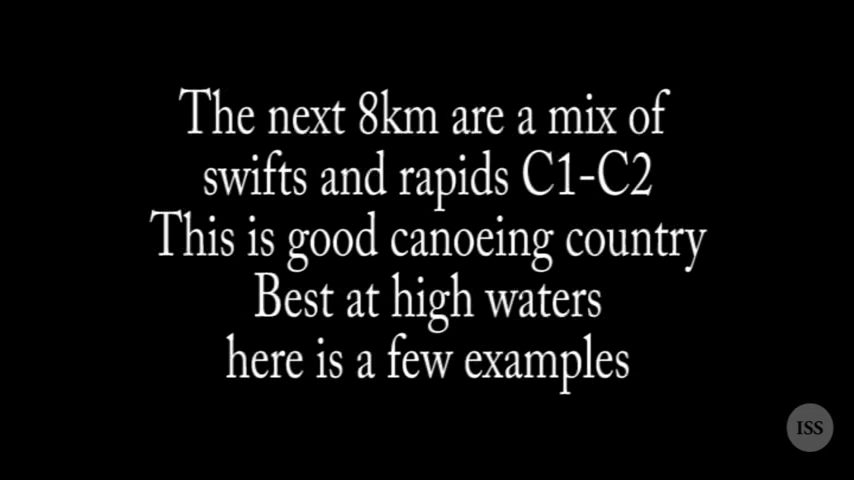 The next 8km are a mix of
swifts and rapids C1-C2
This is good canoeing country
Best at high waters
here is a few examples
ISS